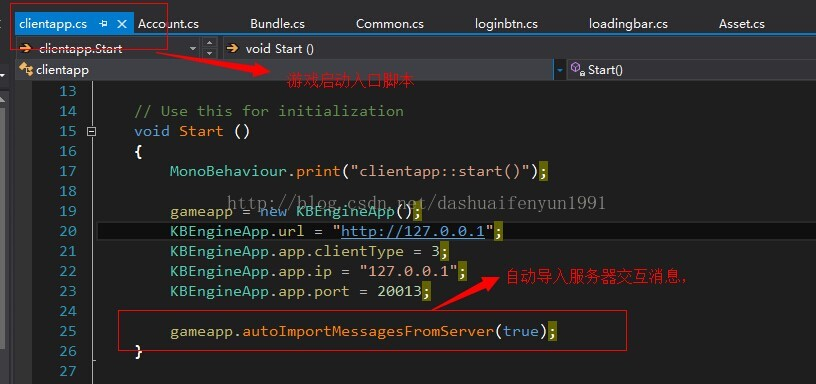 clientapp.cs Account.cs Bundle.cs Common.cs loginbtn.cs loadingbar.cs Asset.cs
clientapp.Start void Start ()
clientapp Start()
游戏启动入口脚本
13
14 // Use this for initialization
15 void Start ()
16 {
17 MonoBehaviour.print("clientapp::start()");
18
http://blog.csdn.net/dashuaifenyun1991
19 gameapp = new KBEngineApp();
20 KBEngineApp.url = "http://127.0.0.1";
21 KBEngineApp.app.clientType = 3;
22 KBEngineApp.app.ip = "127.0.0.1";
自动导入服务器交互消息,
23 KBEngineApp.app.port = 20013;
24
25 gameapp.autoImportMessagesFromServer(true);
26 }
27